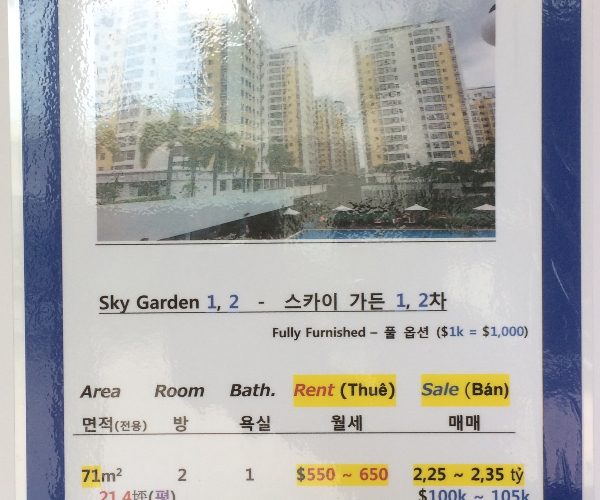 Sky Garden 1, 2 - 스카이 가든 1, 2차
Fully Furnished – 풀 옵션 ($1k = $1,000)
Area Room Bath. Rent (Thuê) Sale (Bán)
면적(전용) 방 욕실 월세 매매
71m² 2 1 $550 ~ 650 2,25 ~ 2,35 tỷ
21.4坪(평) $100k ~ 105k